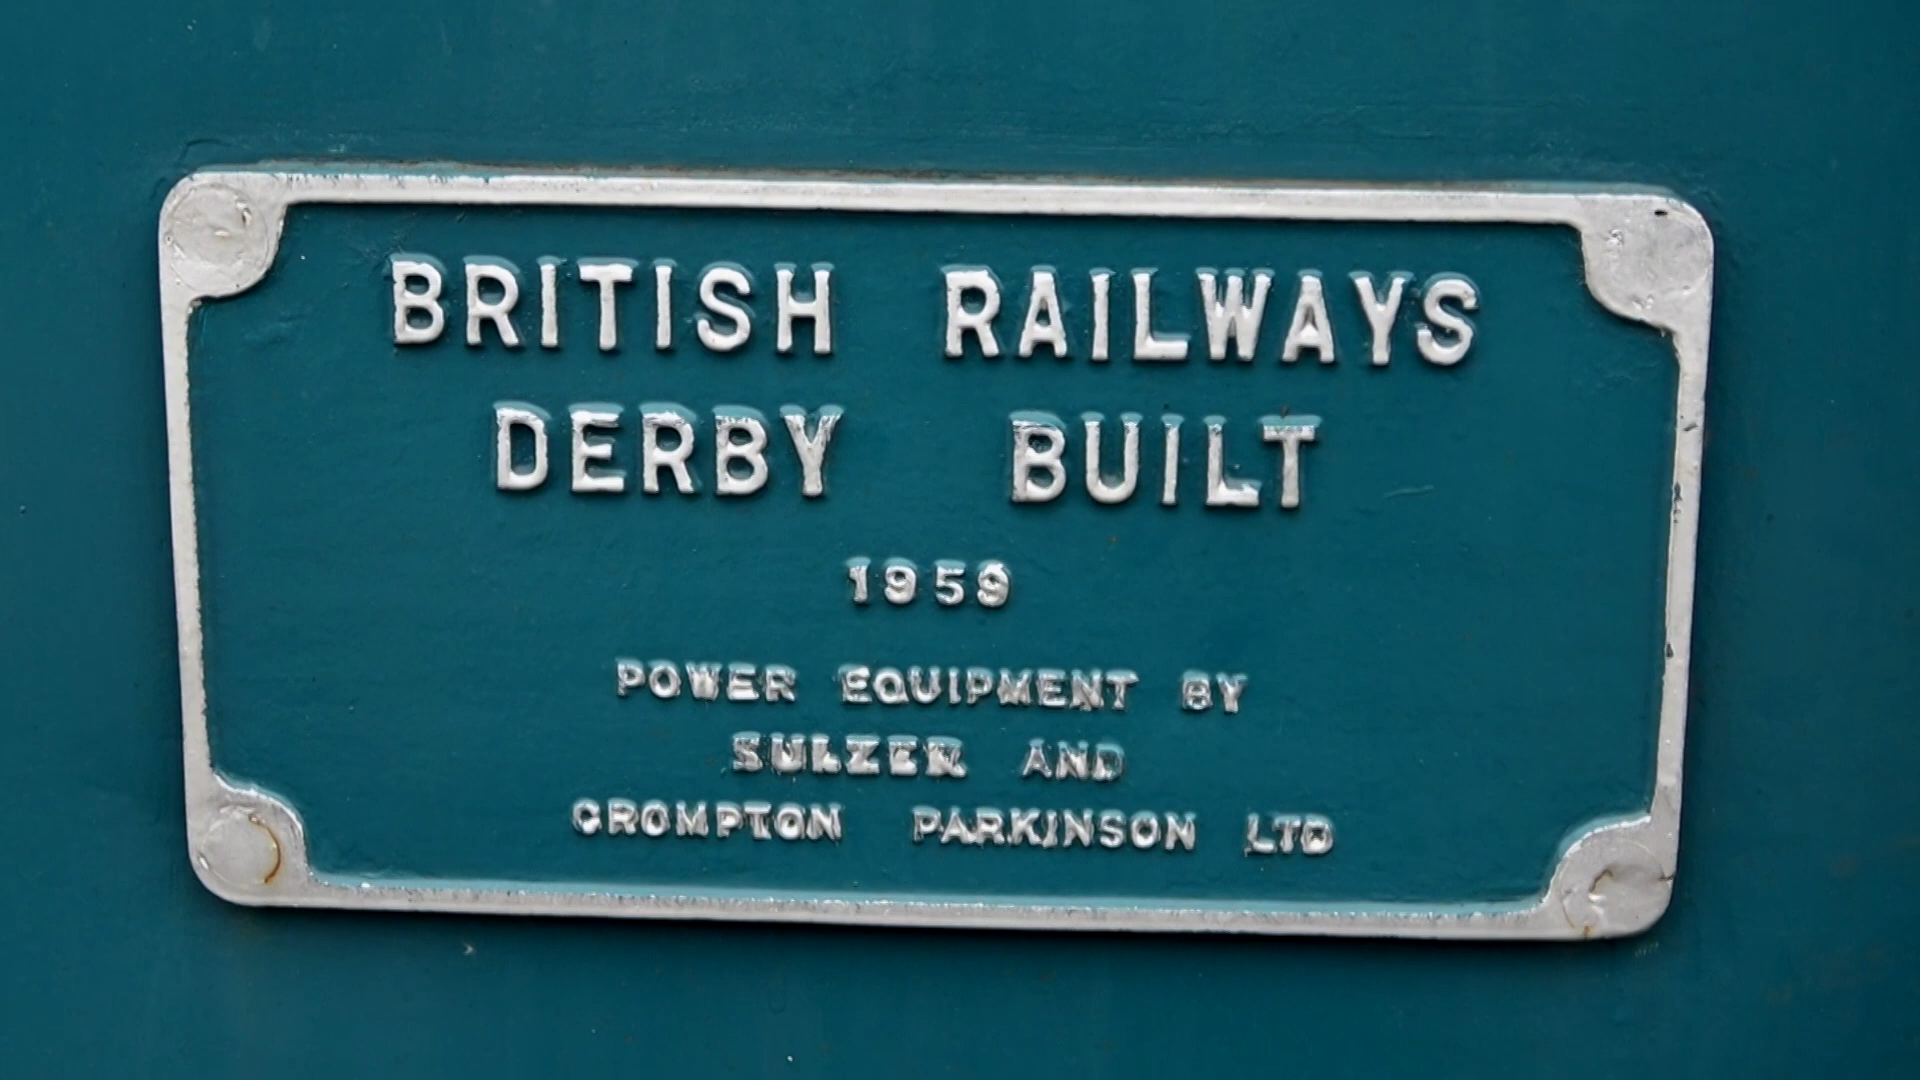 BRITISH RAILWAYS
DERBY BUILT
1959
POWER EQUIPMENT BY
SULZER AND
CROMPTON PARKINSON LTD